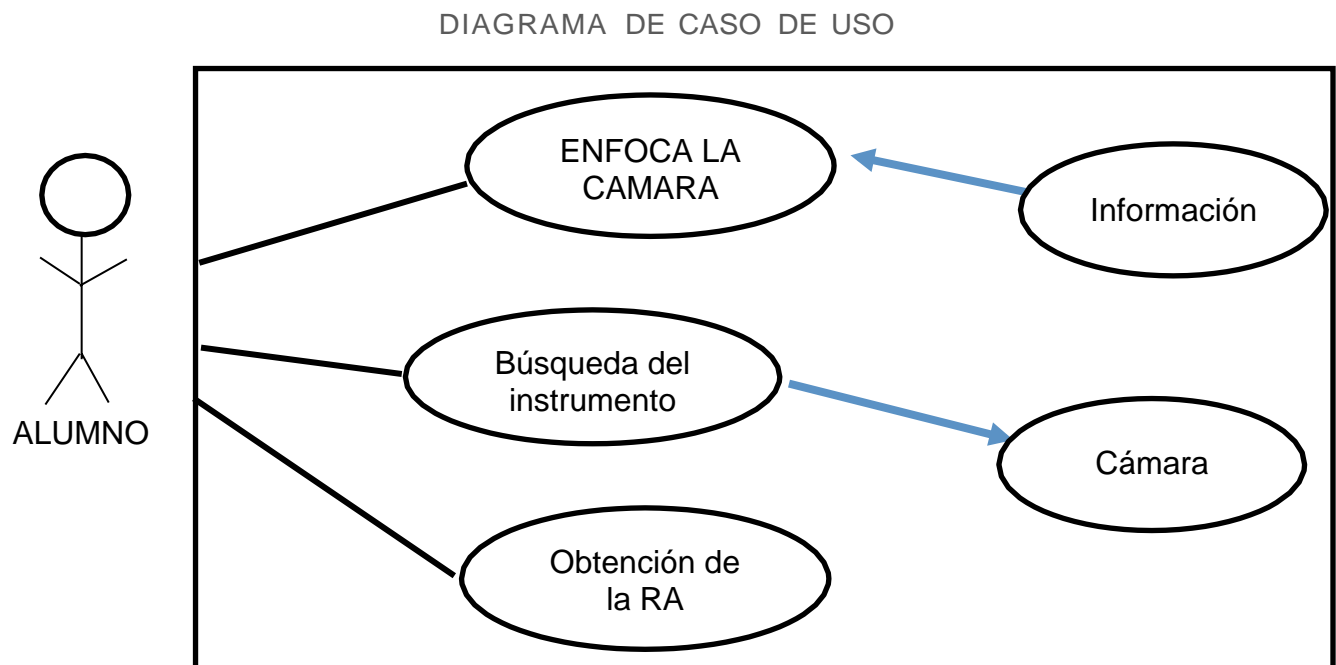 DIAGRAMA DE CASO DE USO
ENFOCA LA
CAMARA
Información
Búsqueda del
instrumento
ALUMNO
Cámara
Obtención de
la RA